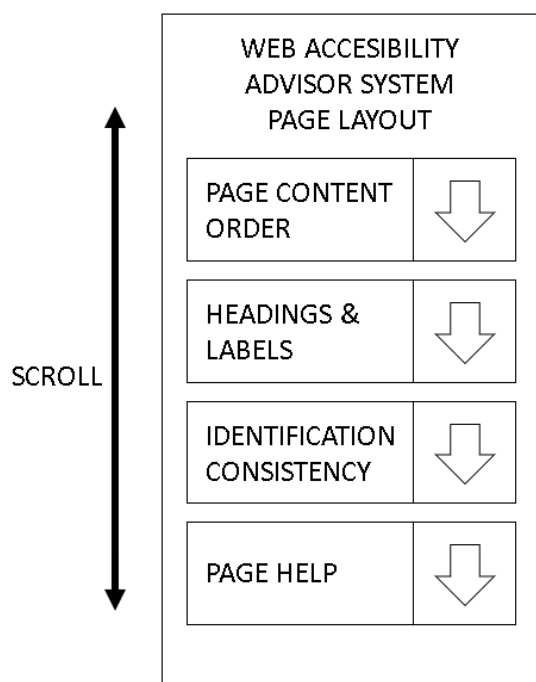 WEB ACCESIBILITY
ADVISOR SYSTEM
PAGE LAYOUT
PAGE CONTENT
ORDER
HEADINGS &
LABELS
SCROLL
IDENTIFICATION
CONSISTENCY
PAGE HELP